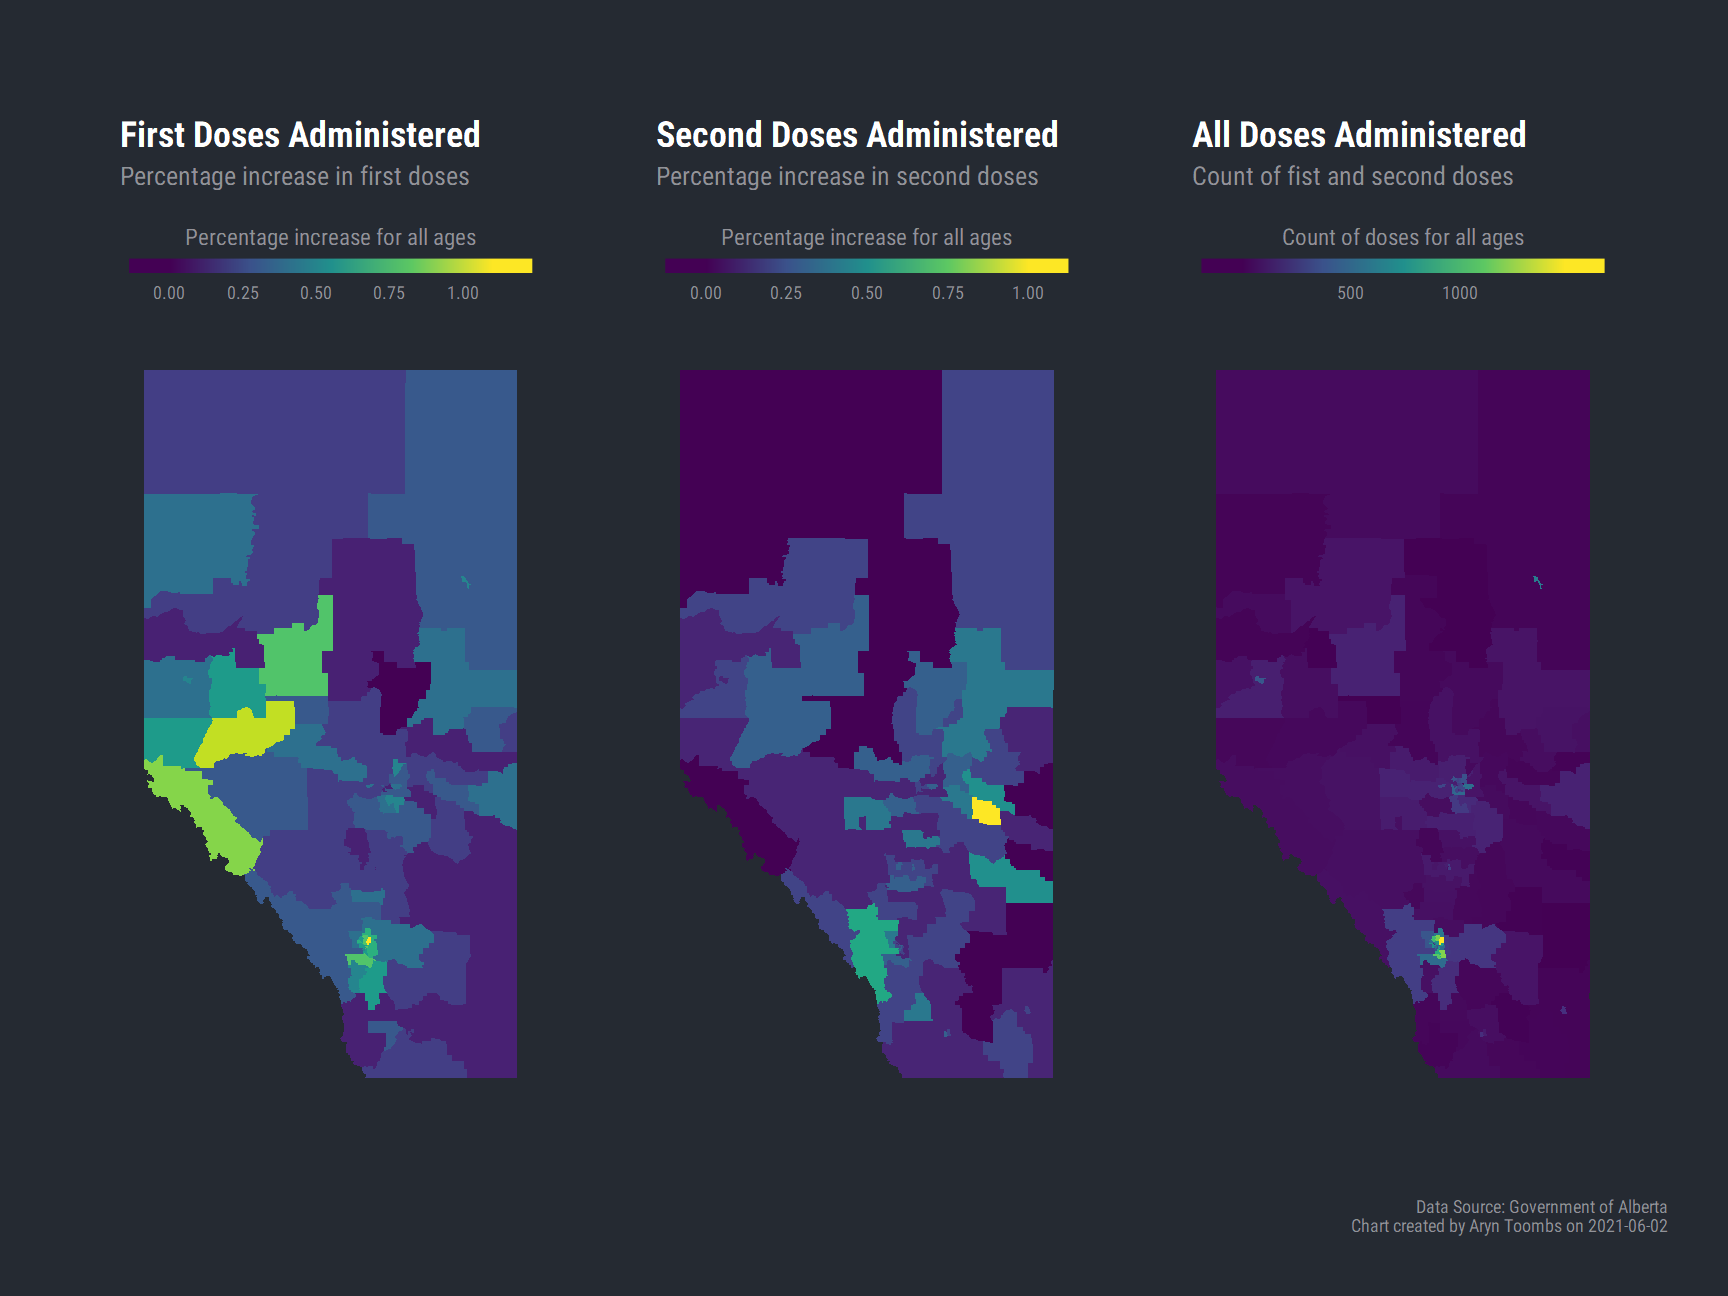 First Doses Administered
Percentage increase in first doses
Percentage increase for all ages
0.00 0.25 0.50 0.75 1.00
Second Doses Administered
Percentage increase in second doses
Percentage increase for all ages
0.00 0.25 0.50 0.75 1.00
All Doses Administered
Count of fist and second doses
Count of doses for all ages
500 1000
Data Source: Government of Alberta
Chart created by Aryn Toombs on 2021-06-02